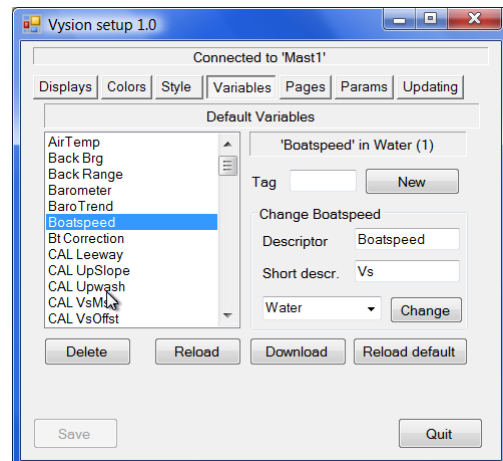 Vysion setup 1.0
Connected to 'Mast1'
Displays Colors Style Variables Pages Params Updating
Default Variables
AirTemp
Back Brg
Back Range
Barometer
BaroTrend
Boatspeed
Bt Correction
CAL Leeway
CAL UpSlope
CAL Upwash
CAL VsOffst
'Boatspeed' in Water (1)
Tag New
Change Boatspeed
Descriptor Boatspeed
Short descr. Vs
Water Change
Delete Reload Download Reload default
Save Quit